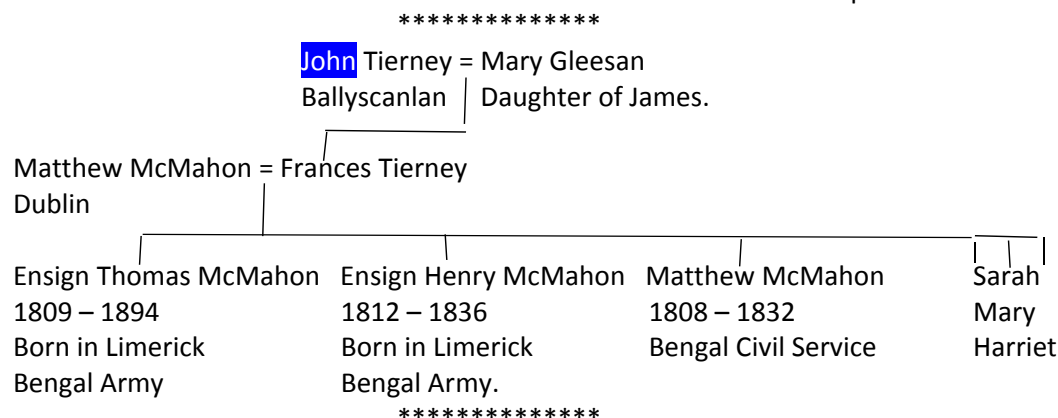 **************
John Tierney = Mary Gleesan
Ballyscanlan Daughter of James.
Matthew McMahon = Frances Tierney
Dublin
Ensign Thomas McMahon Ensign Henry McMahon Matthew McMahon Sarah
1809 – 1894 1812 – 1836 1808 – 1832 Mary
Born in Limerick Born in Limerick Bengal Civil Service Harriet
Bengal Army Bengal Army.
**************